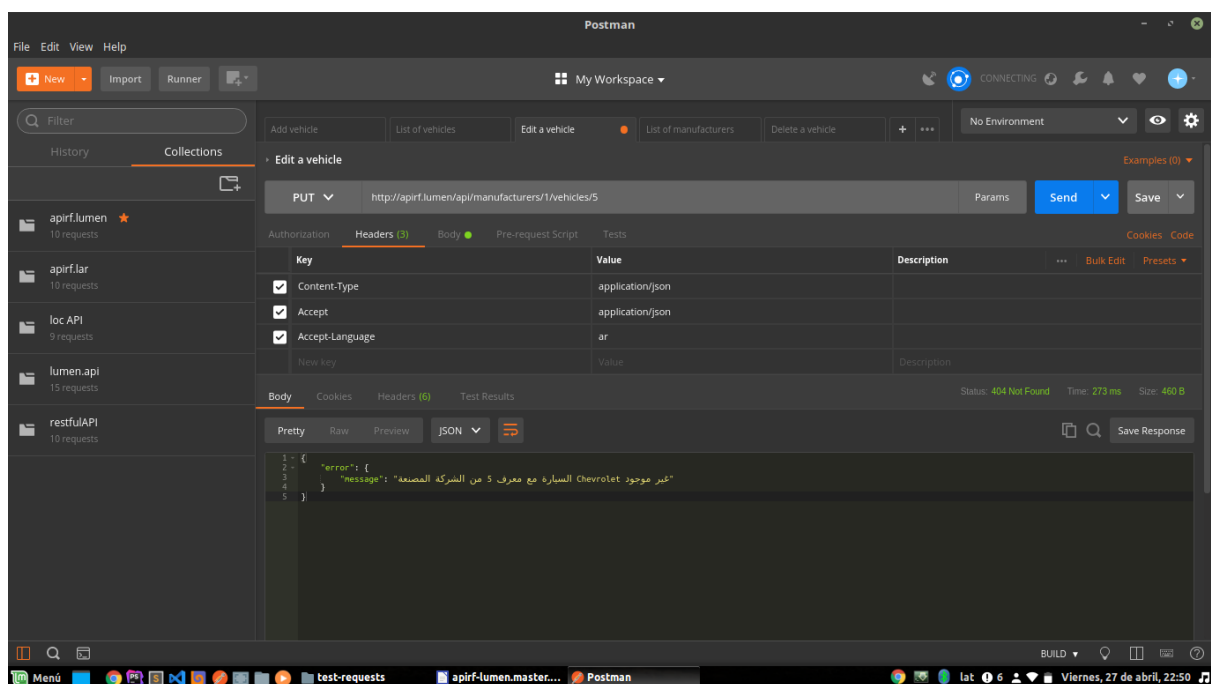 Postman
File Edit View Help
New Import Runner My Workspace CONNECTING
Filter
History Collections
apirf.lumen
10 requests
apirf.lar
10 requests
loc API
9 requests
lumen.api
15 requests
restfulAPI
10 requests
Add vehicle List of vehicles Edit a vehicle List of manufacturers Delete a vehicle + ••• No Environment
Edit a vehicle Examples (0)
PUT http://apirf.lumen/api/manufacturers/1/vehicles/5 Params Send Save
Authorization Headers (3) Body Pre-request Script Tests Cookies Code
Key Value Description ••• Bulk Edit Presets
Content-Type application/json
Accept application/json
Accept-Language ar
New key Value Description
Body Cookies Headers (6) Test Results Status: 404 Not Found Time: 273 ms Size: 460 B
Pretty Raw Preview JSON Save Response
1 {
2 "error": {
3 "message": "السيارة مع معرف 5 من الشركة المصنعة Chevrolet غير موجود"
4 }
5 }
BUILD
Menú test-requests apirf-lumen.master.... Postman lat 6 Viernes, 27 de abril, 22:50